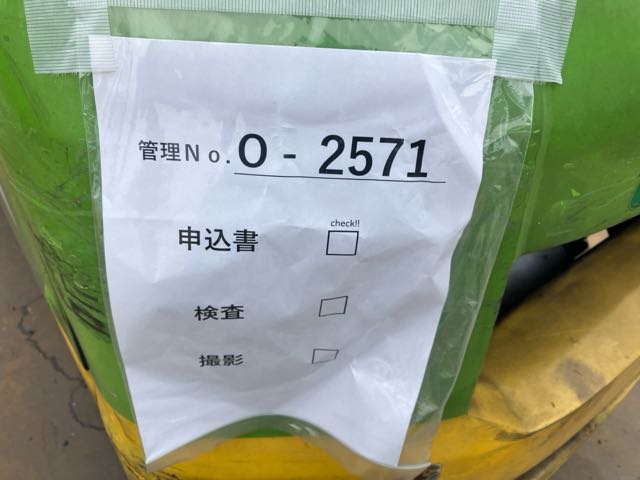 管理No. O - 2571
check!!
申込書 □
検査 □
撮影 □